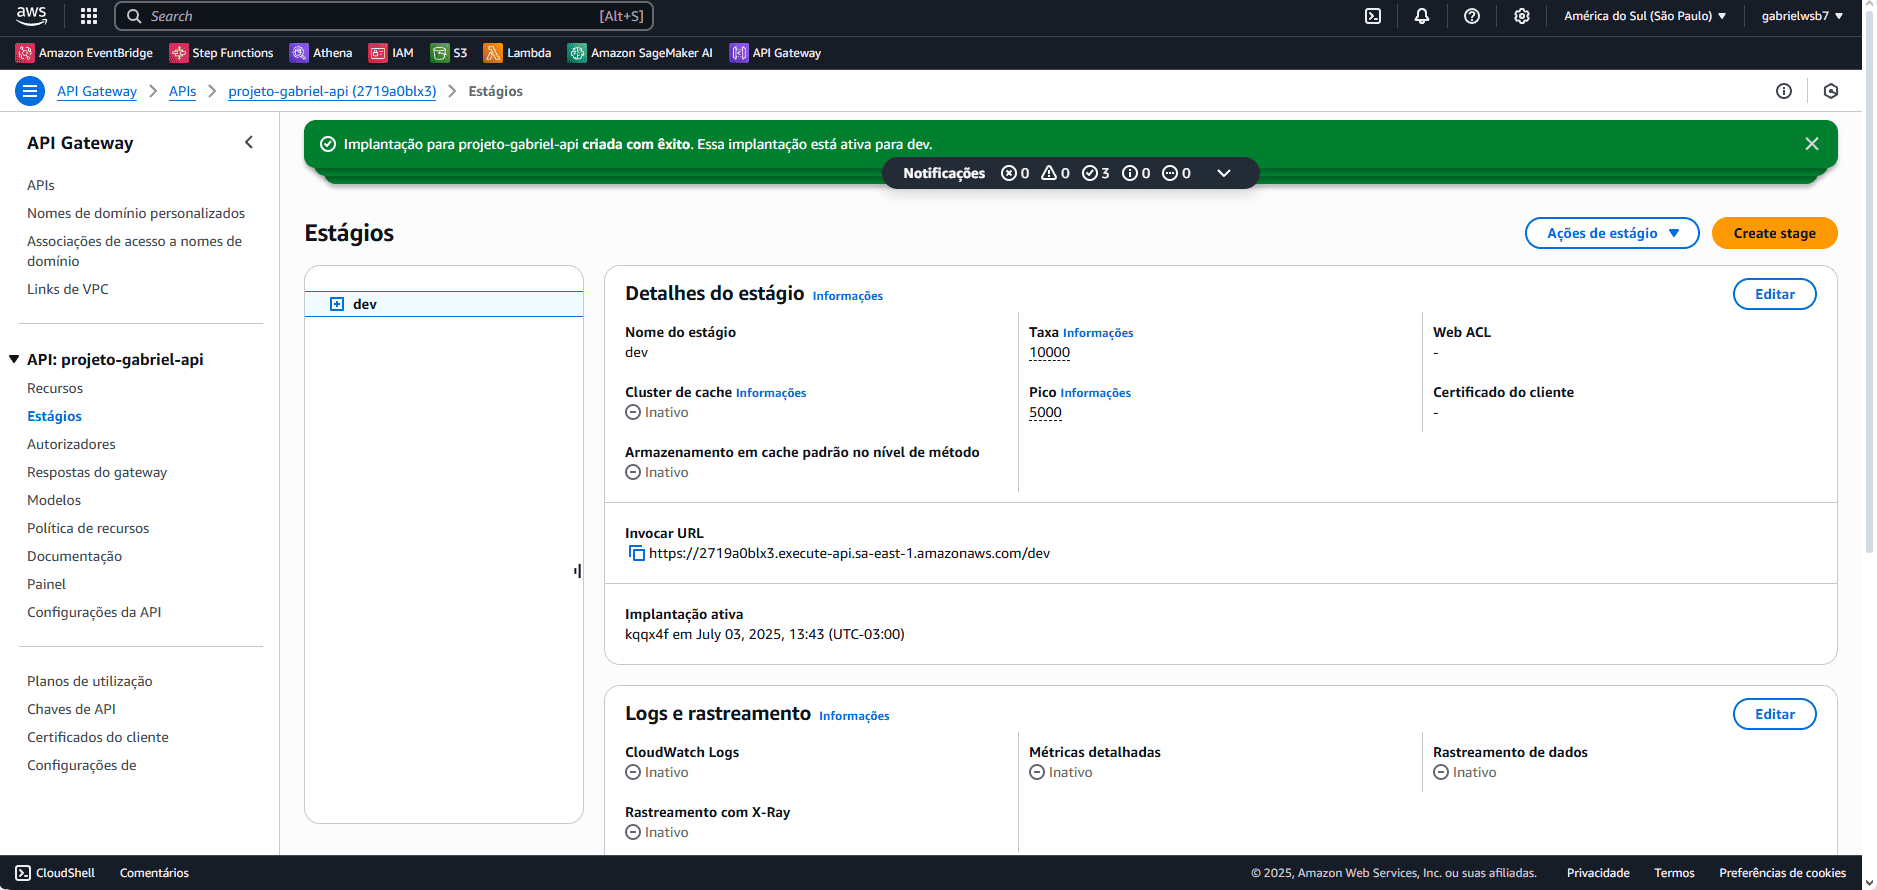 aws
Search
[Alt+S]
América do Sul (São Paulo)
gabrielwsb7
Amazon EventBridge
Step Functions
Athena
IAM
S3
Lambda
Amazon SageMaker AI
API Gateway
API Gateway
APIs
projeto-gabriel-api (2719a0blx3)
Estágios
API Gateway
APIs
Nomes de domínio personalizados
Associações de acesso a nomes de
domínio
Links de VPC
API: projeto-gabriel-api
Recursos
Estágios
Autorizadores
Respostas do gateway
Modelos
Política de recursos
Documentação
Painel
Configurações da API
Planos de utilização
Chaves de API
Certificados do cliente
Configurações de
Implantação para projeto-gabriel-api criada com êxito. Essa implantação está ativa para dev.
Notificações 0 0 3 0 0
Estágios
Ações de estágio
Create stage
dev
Detalhes do estágio Informações
Editar
Nome do estágio
dev
Cluster de cache Informações
Inativo
Armazenamento em cache padrão no nível de método
Inativo
Taxa Informações
10000
Pico Informações
5000
Web ACL
-
Certificado do cliente
-
Invocar URL
https://2719a0blx3.execute-api.sa-east-1.amazonaws.com/dev
Implantação ativa
kqqx4f em July 03, 2025, 13:43 (UTC-03:00)
Logs e rastreamento Informações
Editar
CloudWatch Logs
Inativo
Rastreamento com X-Ray
Inativo
Métricas detalhadas
Inativo
Rastreamento de dados
Inativo
CloudShell
Comentários
© 2025, Amazon Web Services, Inc. ou suas afiliadas.
Privacidade
Termos
Preferências de cookies